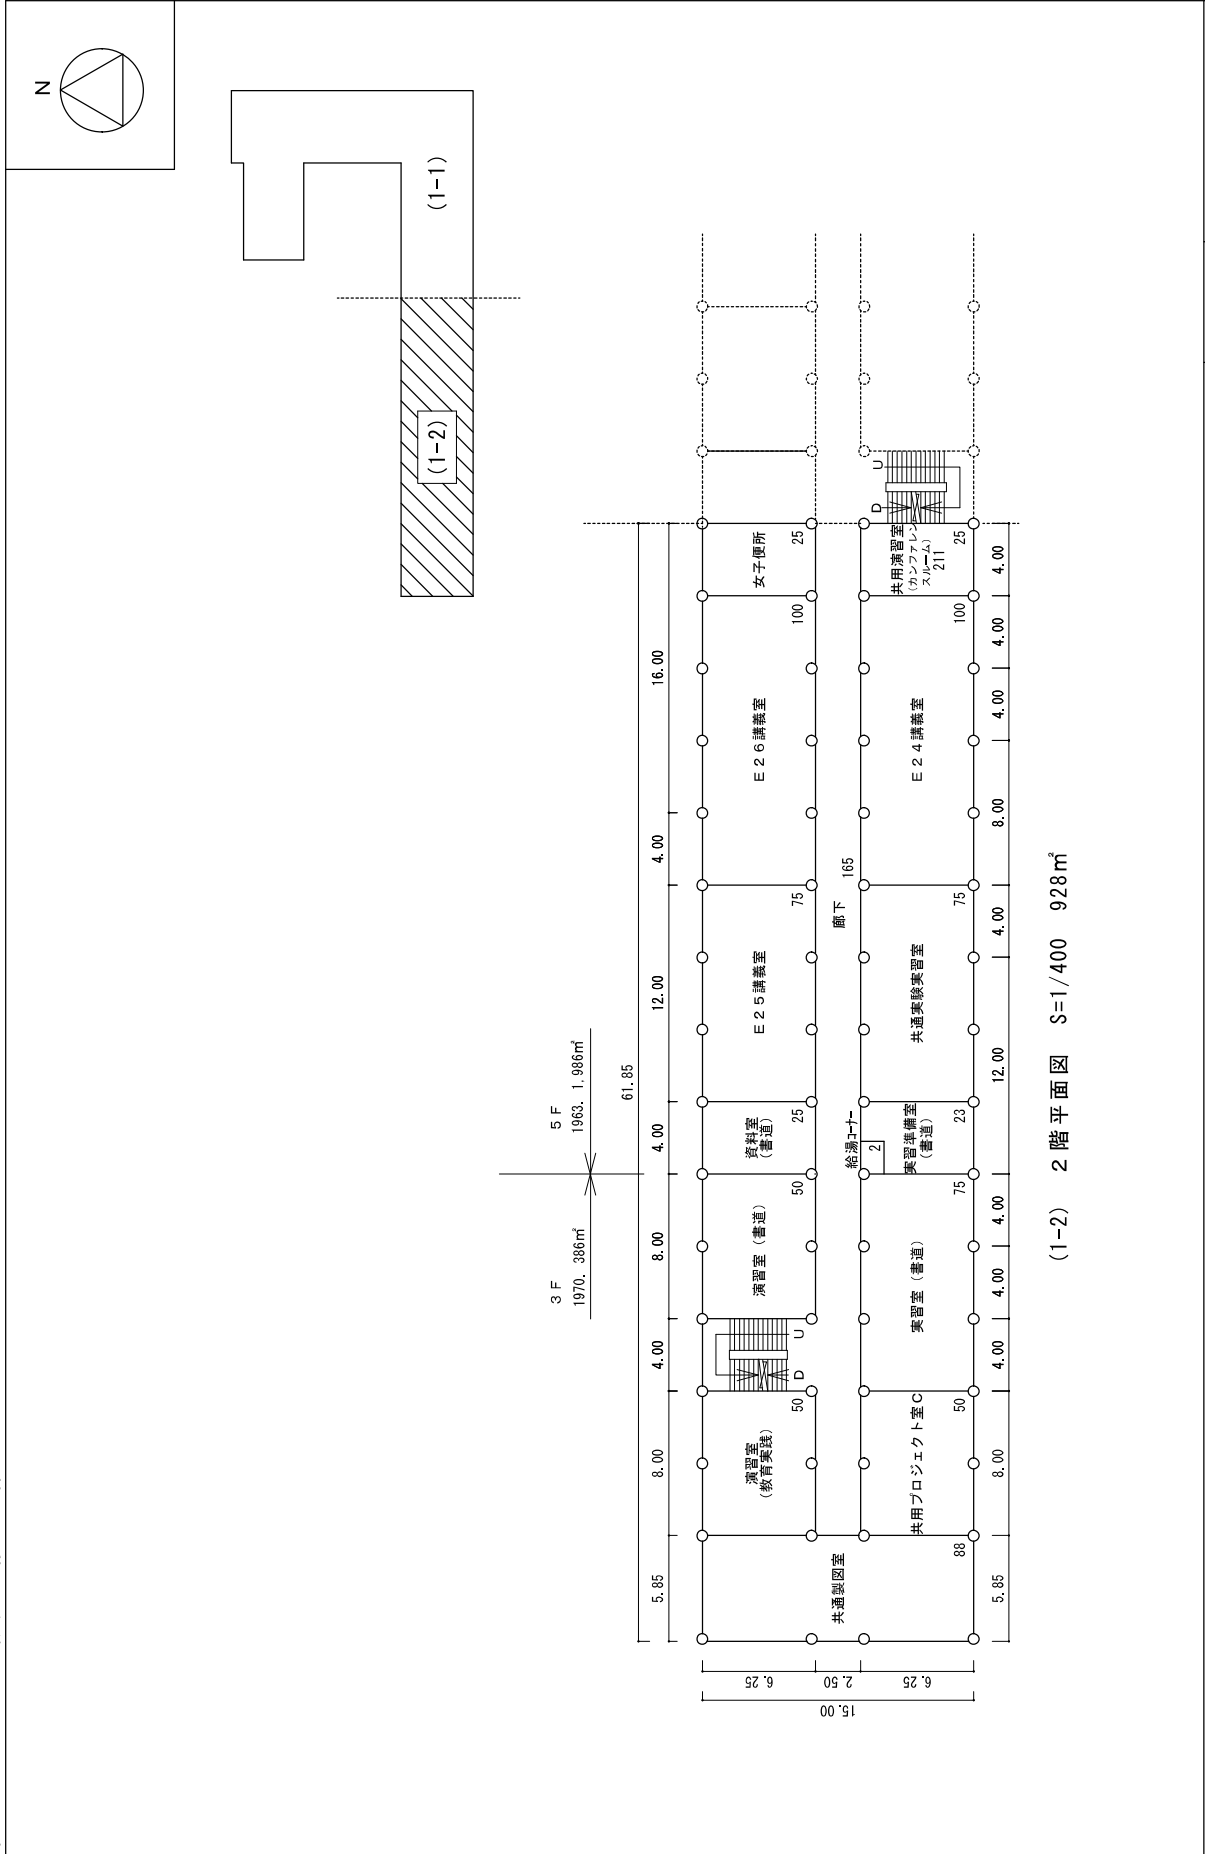 N
(1-1)
(1-2)
5F
1963. 1,986㎡
3F
1970. 386㎡
61.85
5.85
8.00
4.00
8.00
4.00
12.00
4.00
16.00
演習室
(教育実践)
50
D
U
演習室(書道)
50
資料室
(書道)
25
E25講義室
75
E26講義室
100
女子便所
25
共通製図室
88
廊下
165
給湯コーナー
2
共用プロジェクト室C
50
実習室(書道)
75
実習準備室
(書道)
23
共通実験実習室
75
E24講義室
100
共用演習室
(カンファレン
スルーム)
211
25
D
U
5.85
8.00
4.00
4.00
4.00
12.00
4.00
8.00
4.00
4.00
4.00
6.25
2.50
6.25
15.00
(1-2) 2階平面図 S=1/400 928㎡